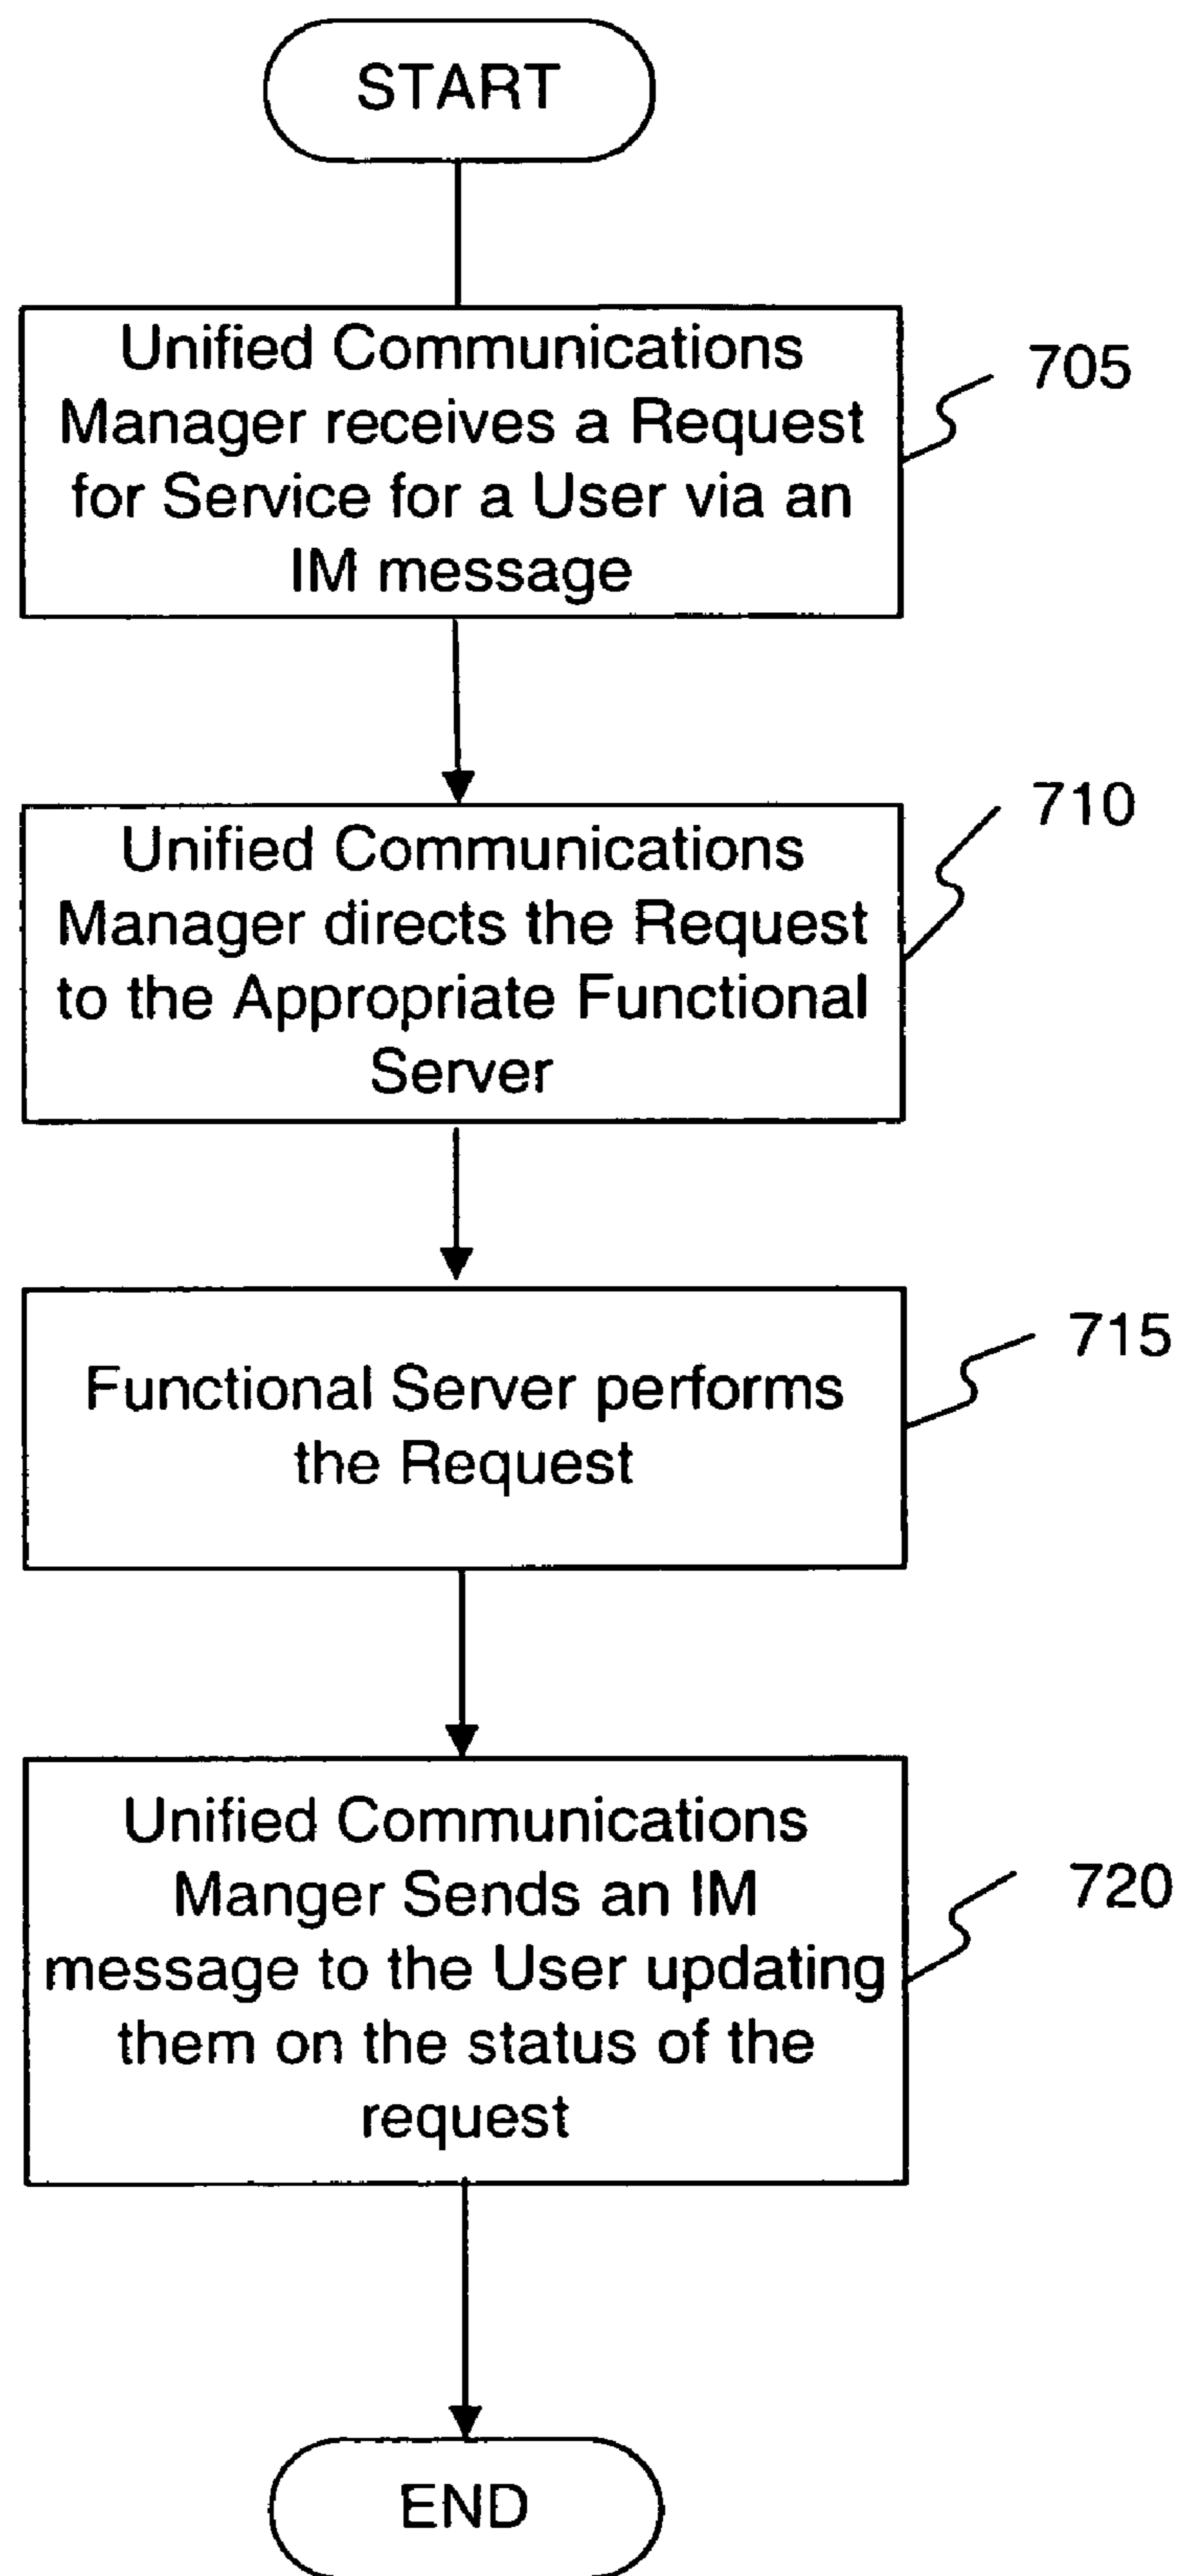 START
Unified Communications
Manager receives a Request
for Service for a User via an
IM message
705
Unified Communications
Manager directs the Request
to the Appropriate Functional
Server
710
Functional Server performs
the Request
715
Unified Communications
Manger Sends an IM
message to the User updating
them on the status of the
request
720
END